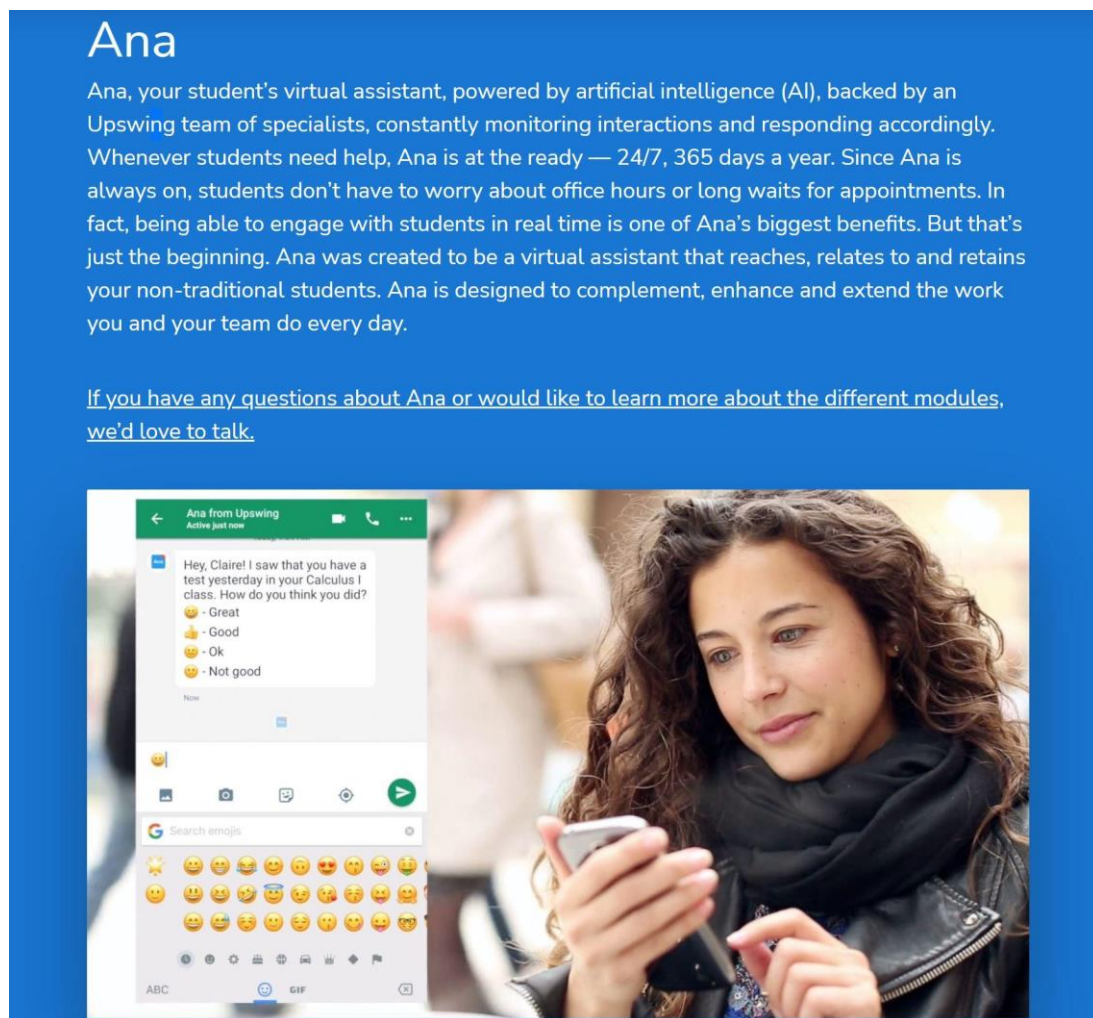 Ana
Ana, your student’s virtual assistant, powered by artificial intelligence (AI), backed by an
Upswing team of specialists, constantly monitoring interactions and responding accordingly.
Whenever students need help, Ana is at the ready — 24/7, 365 days a year. Since Ana is
always on, students don’t have to worry about office hours or long waits for appointments. In
fact, being able to engage with students in real time is one of Ana’s biggest benefits. But that’s
just the beginning. Ana was created to be a virtual assistant that reaches, relates to and retains
your non-traditional students. Ana is designed to complement, enhance and extend the work
you and your team do every day.
If you have any questions about Ana or would like to learn more about the different modules,
we’d love to talk.
Ana from Upswing
Active just now
Hey, Claire! I saw that you have a
test yesterday in your Calculus I
class. How do you think you did?
😀 - Great
👍 - Good
😐 - Ok
🙁 - Not good
Now
Search emojis
ABC
GIF